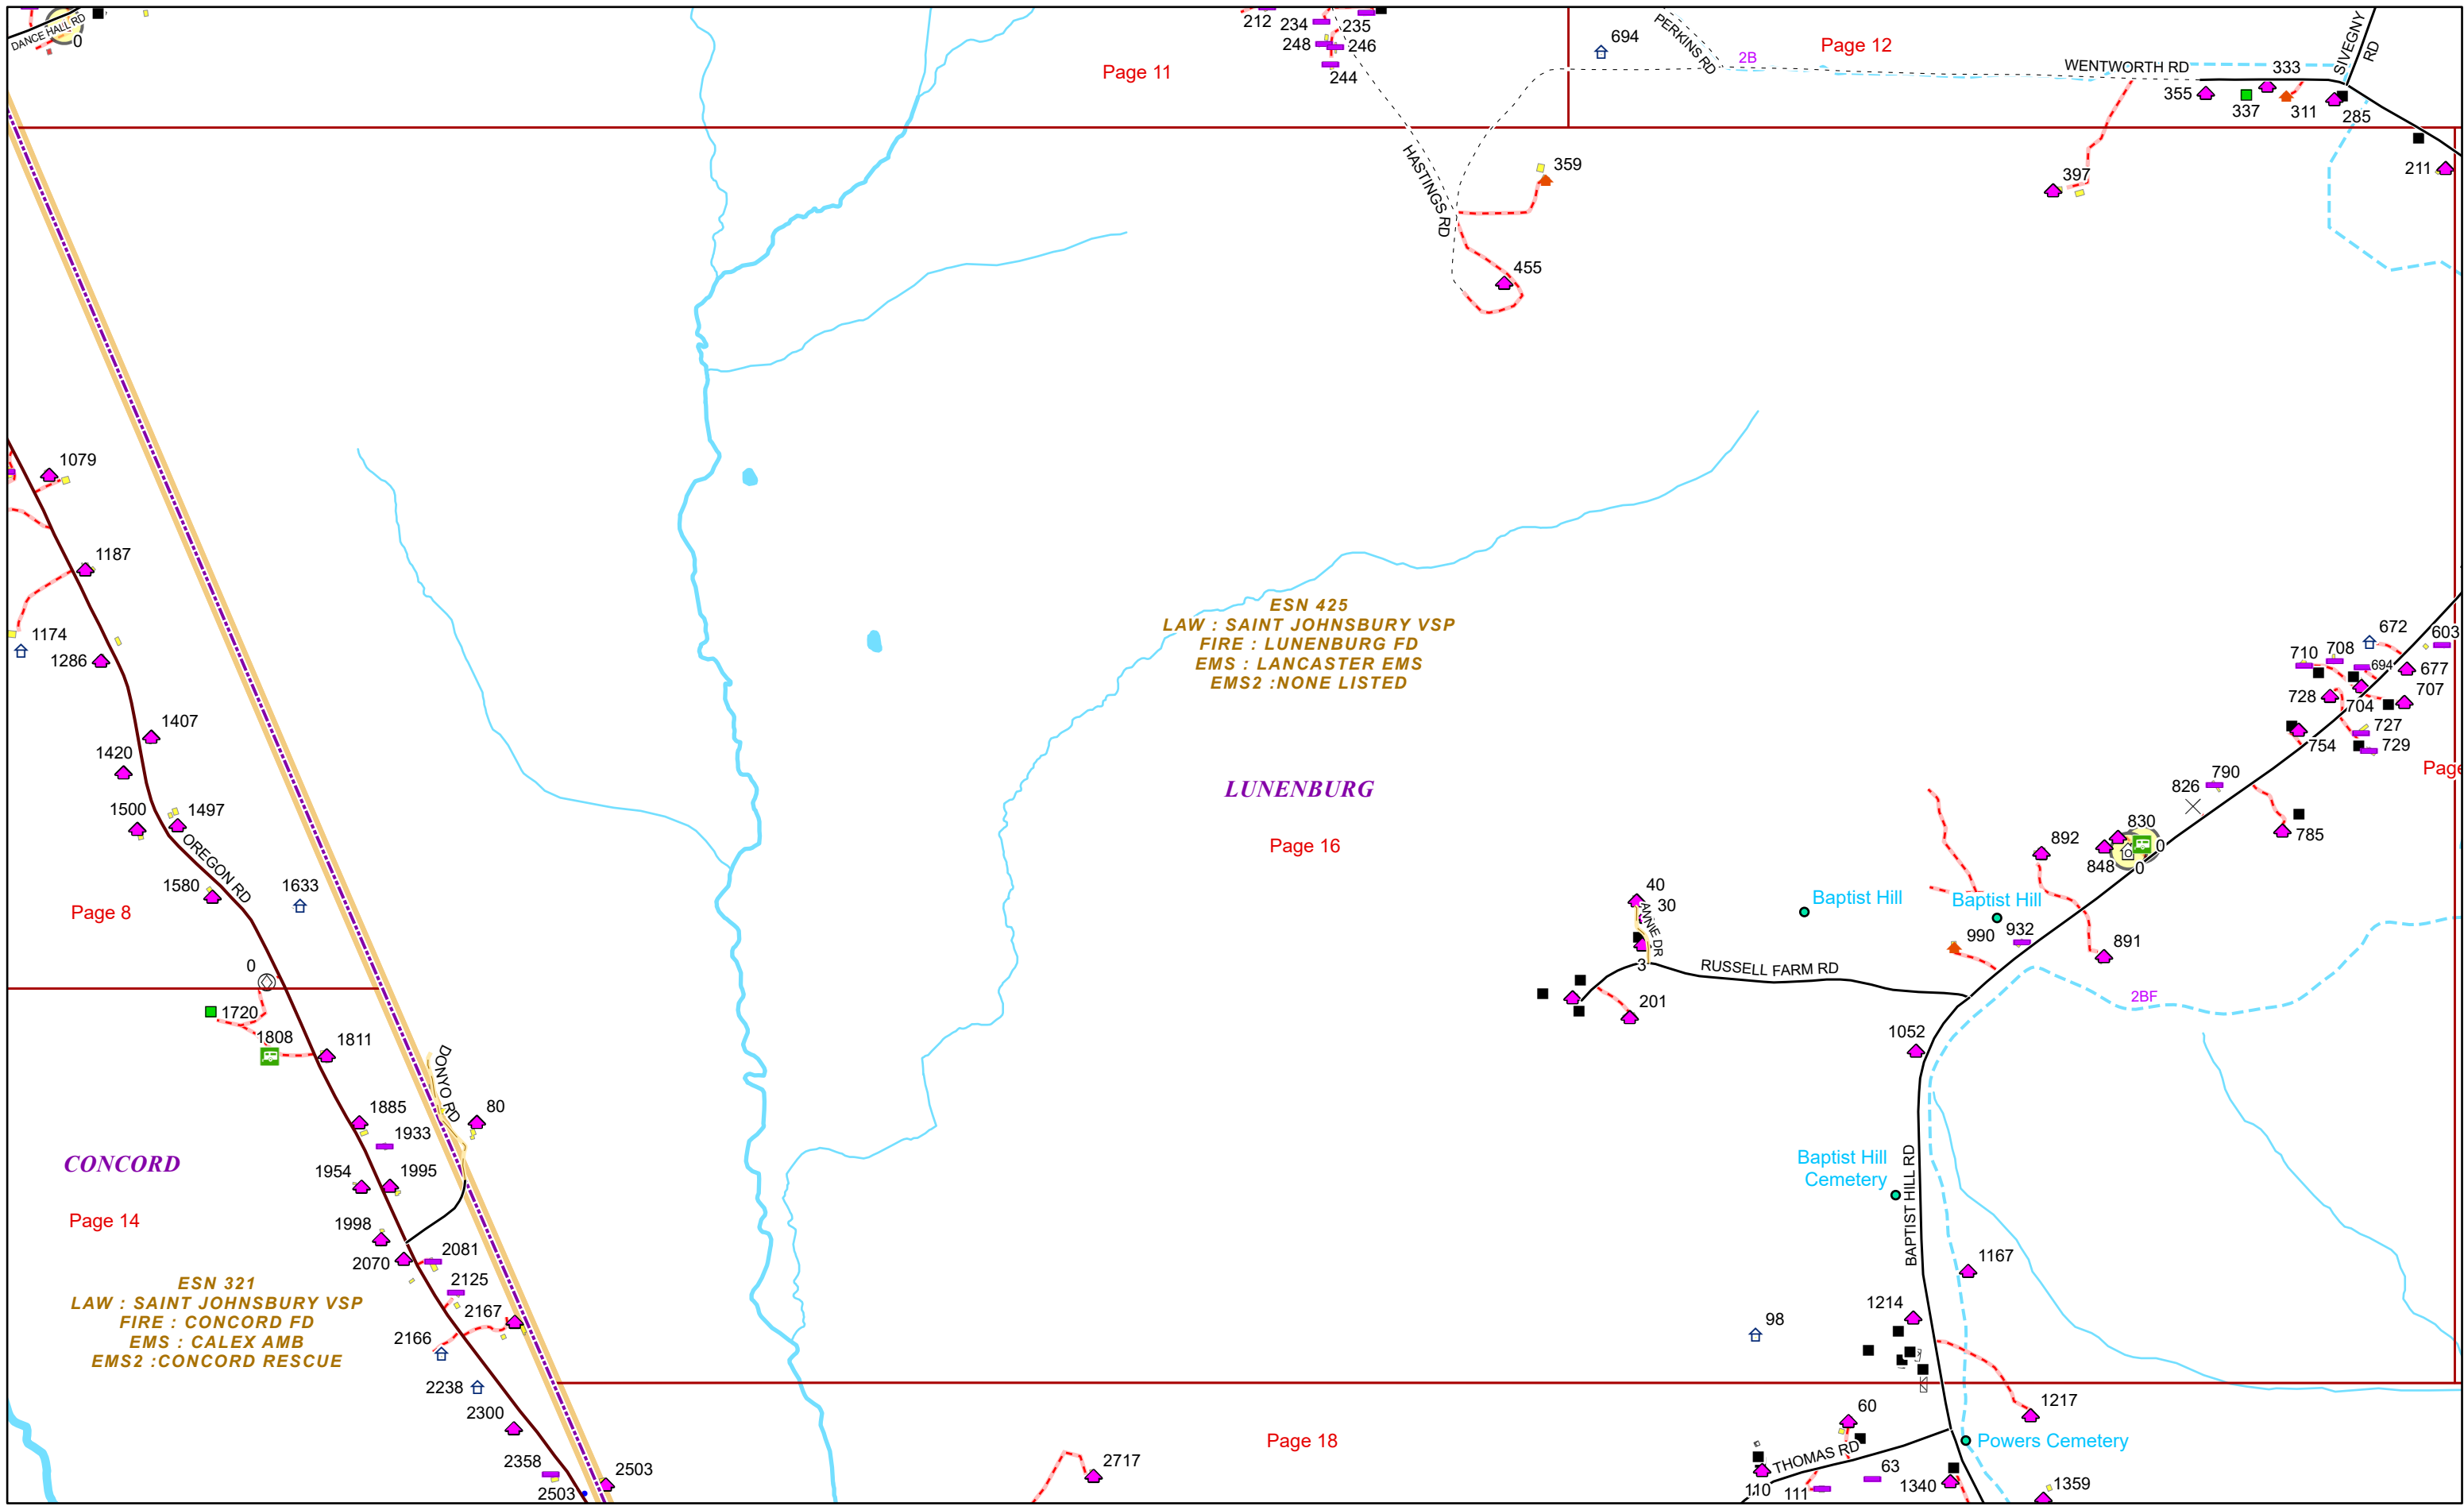 DANCE HALL RD
0
212
234
235
248
246
244
Page 11
694
PERKINS RD
2B
Page 12
WENTWORTH RD
SIVEGNY
RD
333
355
337
311
285
211
397
HASTINGS RD
359
455
1079
1187
1174
1286
1407
1420
1500
1497
OREGON RD
1580
1633
Page 8
0
1720
1808
1811
DONYO RD
80
1885
1933
CONCORD
1954
1995
Page 14
1998
2070
2081
2125
2167
2166
ESN 321
LAW : SAINT JOHNSBURY VSP
FIRE : CONCORD FD
EMS : CALEX AMB
EMS2 :CONCORD RESCUE
2238
2300
2358
2503
2503
ESN 425
LAW : SAINT JOHNSBURY VSP
FIRE : LUNENBURG FD
EMS : LANCASTER EMS
EMS2 :NONE LISTED
LUNENBURG
Page 16
672
603
710
708
694
677
728
704
707
727
754
729
Page
790
826
830
785
892
848
0
0
40
30
ANNIE DR
Baptist Hill
Baptist Hill
990
932
891
3
RUSSELL FARM RD
201
2BF
1052
Baptist Hill
Cemetery
BAPTIST HILL RD
1167
1214
98
1217
60
Page 18
Powers Cemetery
THOMAS RD
2717
63
110
111
1340
1359